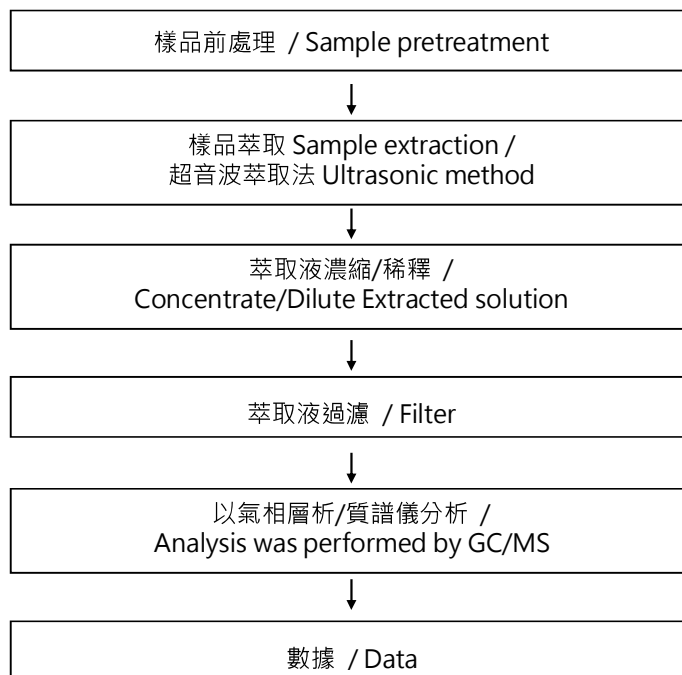 樣品前處理 / Sample pretreatment
樣品萃取 Sample extraction /
超音波萃取法 Ultrasonic method
萃取液濃縮/稀釋 /
Concentrate/Dilute Extracted solution
萃取液過濾 / Filter
以氣相層析/質譜儀分析 /
Analysis was performed by GC/MS
數據 / Data